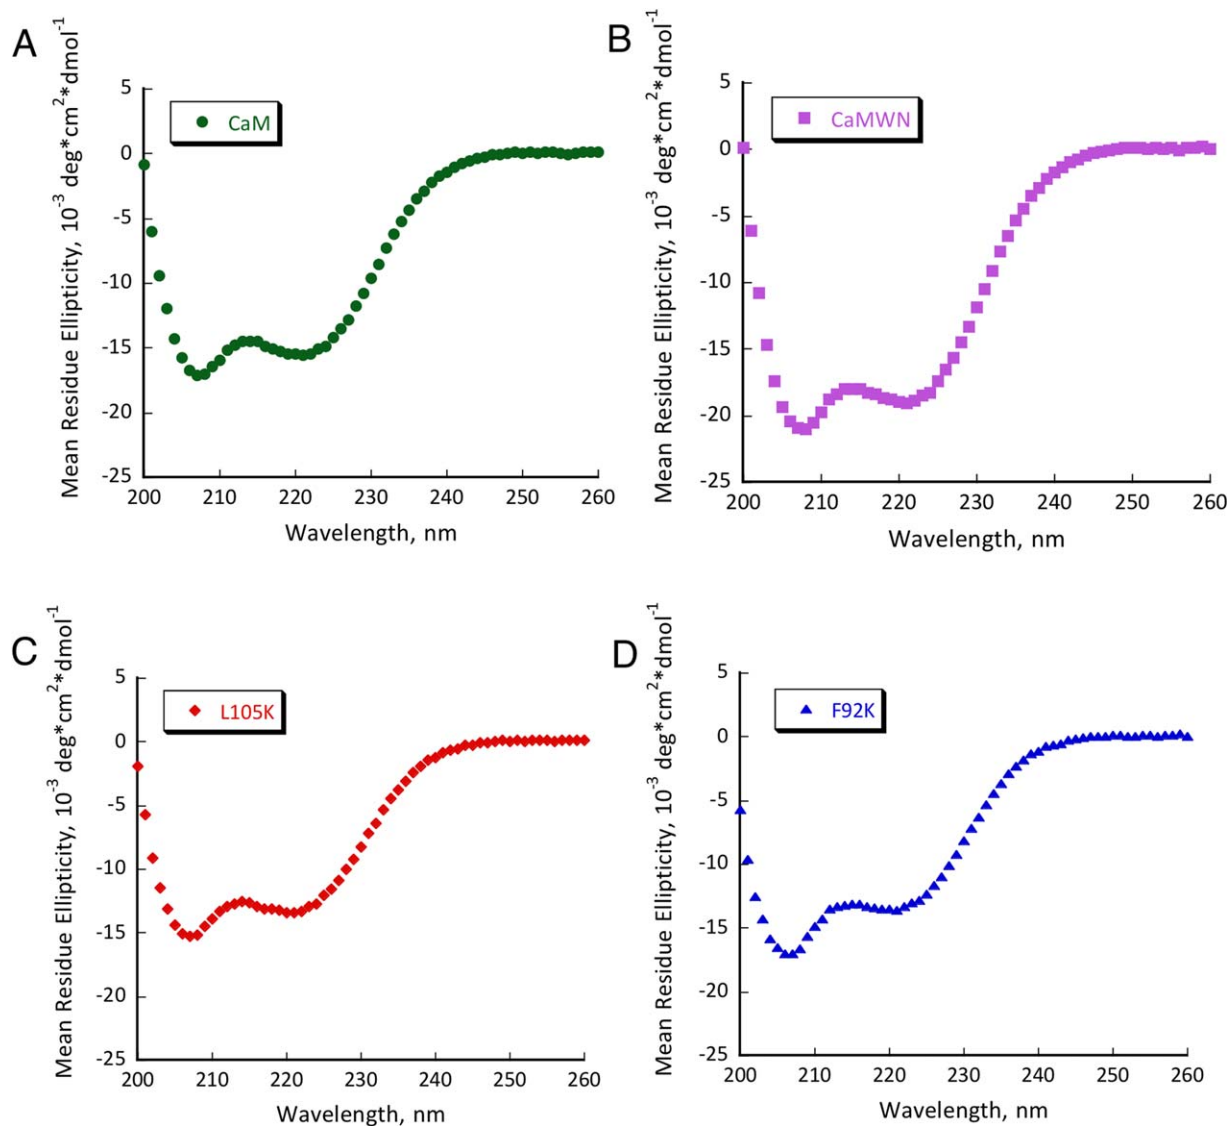 A
Mean Residue Ellipticity, 10⁻³ deg*cm²*dmol⁻¹
5
0
-5
-10
-15
-20
-25
CaM
200 210 220 230 240 250 260
Wavelength, nm
B
Mean Residue Ellipticity, 10⁻³ deg*cm²*dmol⁻¹
5
0
-5
-10
-15
-20
-25
CaMWN
200 210 220 230 240 250 260
Wavelength, nm
C
Mean Residue Ellipticity, 10⁻³ deg*cm²*dmol⁻¹
5
0
-5
-10
-15
-20
-25
L105K
200 210 220 230 240 250 260
Wavelength, nm
D
Mean Residue Ellipticity, 10⁻³ deg*cm²*dmol⁻¹
5
0
-5
-10
-15
-20
-25
F92K
200 210 220 230 240 250 260
Wavelength, nm